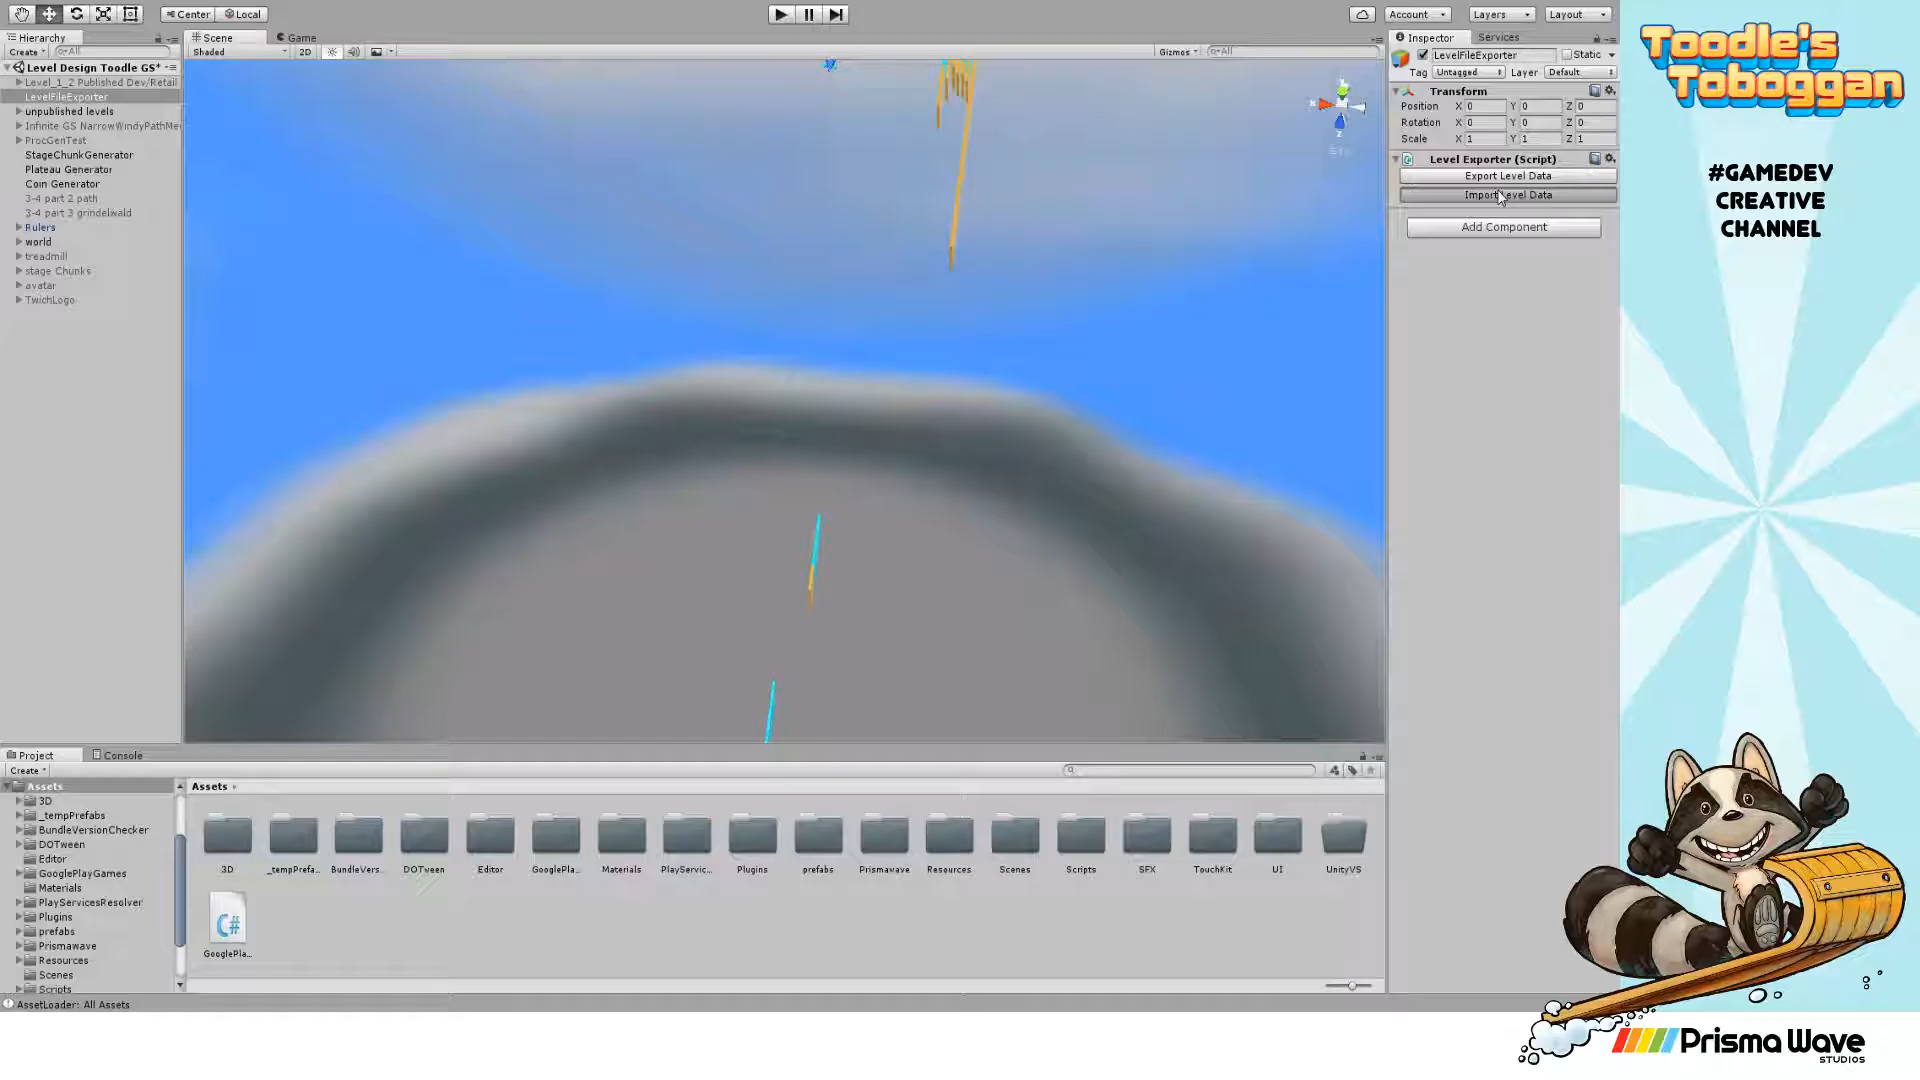 Center Local
Account Layers Layout
Hierarchy
Create All
Level Design Toodle GS*
Level_1_2 Published Dev/Retail
LevelFileExporter
unpublished levels
Infinite GS NarrowWindyPathMe
ProcGenTest
StageChunkGenerator
Plateau Generator
Coin Generator
3-4 part 2 path
3-4 part 3 grindelwald
Rulers
world
treadmill
stage Chunks
avatar
TwichLogo
Scene Game
Shaded 2D Gizmos All
Inspector Services
LevelFileExporter Static
Tag Untagged Layer Default
Transform
Position X 0 Y 0 Z 0
Rotation X 0 Y 0 Z 0
Scale X 1 Y 1 Z 1
Level Exporter (Script)
Export Level Data
Import Level Data
Add Component
Project Console
Create
Assets
3D
_tempPrefabs
BundleVersionChecker
DOTween
Editor
GooglePlayGames
Materials
PlayServicesResolver
Plugins
prefabs
Prismawave
Resources
Scenes
Scripts
Assets
3D _tempPrefa... BundleVers... DOTween Editor GooglePla... Materials PlayServic... Plugins prefabs Prismawave Resources Scenes Scripts SFX TouchKit UI UnityVS
C#
GooglePla...
AssetLoader: All Assets
Toodle's
Toboggan
#GAMEDEV
CREATIVE
CHANNEL
Prisma Wave
STUDIOS